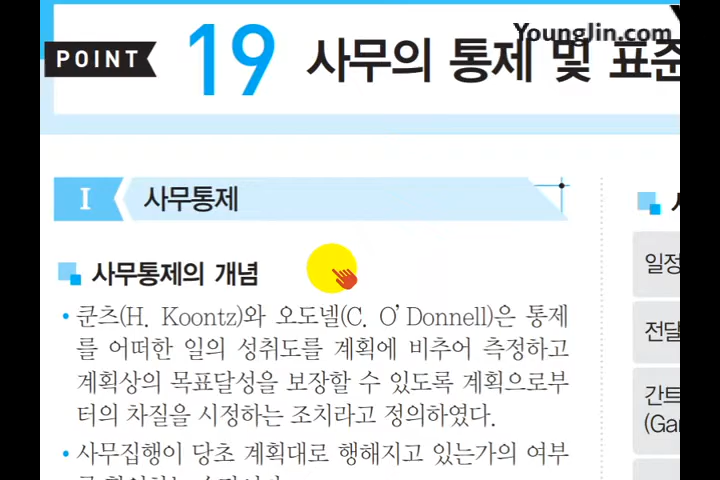 YoungJin.com
POINT 19 사무의 통제 및 표준
I 사무통제
사무통제의 개념
• 쿤츠(H. Koontz)와 오도넬(C. O’Donnell)은 통제
를 어떠한 일의 성취도를 계획에 비추어 측정하고
계획상의 목표달성을 보장할 수 있도록 계획으로부
터의 차질을 시정하는 조치라고 정의하였다.
• 사무집행이 당초 계획대로 행해지고 있는가의 여부
일정
전달
간트
(Gan